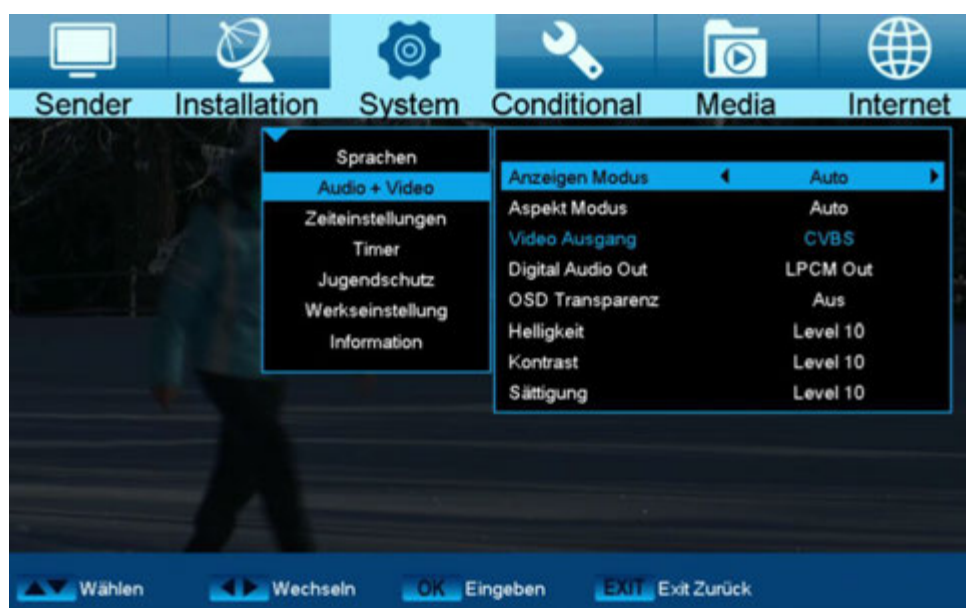 Sender Installation System Conditional Media Internet
Sprachen
Audio + Video
Zeiteinstellungen
Timer
Jugendschutz
Werkseinstellung
Information
Anzeigen Modus Auto
Aspekt Modus Auto
Video Ausgang CVBS
Digital Audio Out LPCM Out
OSD Transparenz Aus
Helligkeit Level 10
Kontrast Level 10
Sättigung Level 10
Wählen Wechseln OK Eingeben EXIT Exit Zurück